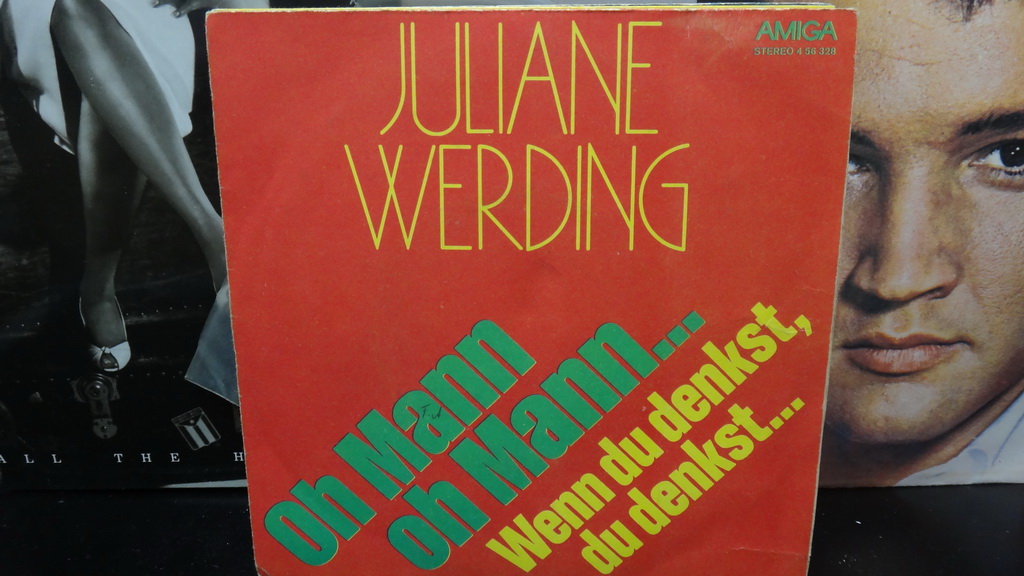 JULIANE
WERDING
AMIGA
STEREO 4 56 328
Oh Mann
oh Mann...
Wenn du denkst,
du denkst...
ALL THE H